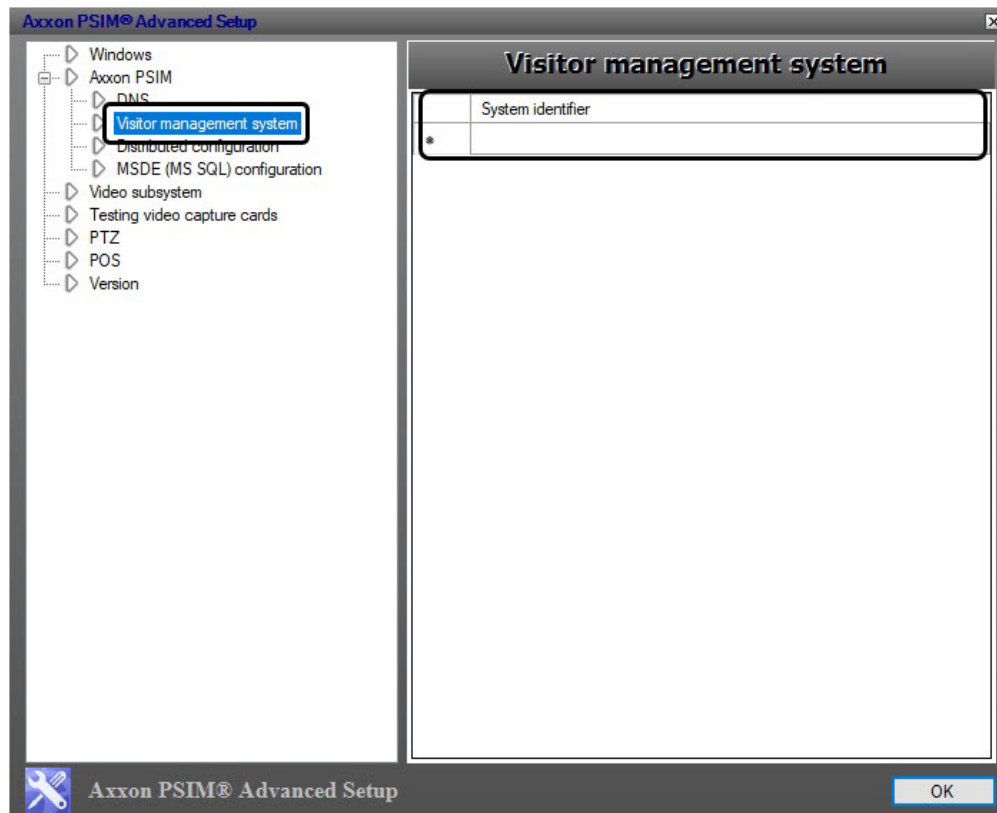 Axxon PSIM® Advanced Setup
Windows
Axxon PSIM
DNS
Visitor management system
Distributed configuration
MSDE (MS SQL) configuration
Video subsystem
Testing video capture cards
PTZ
POS
Version
Visitor management system
System identifier
*
Axxon PSIM® Advanced Setup
OK